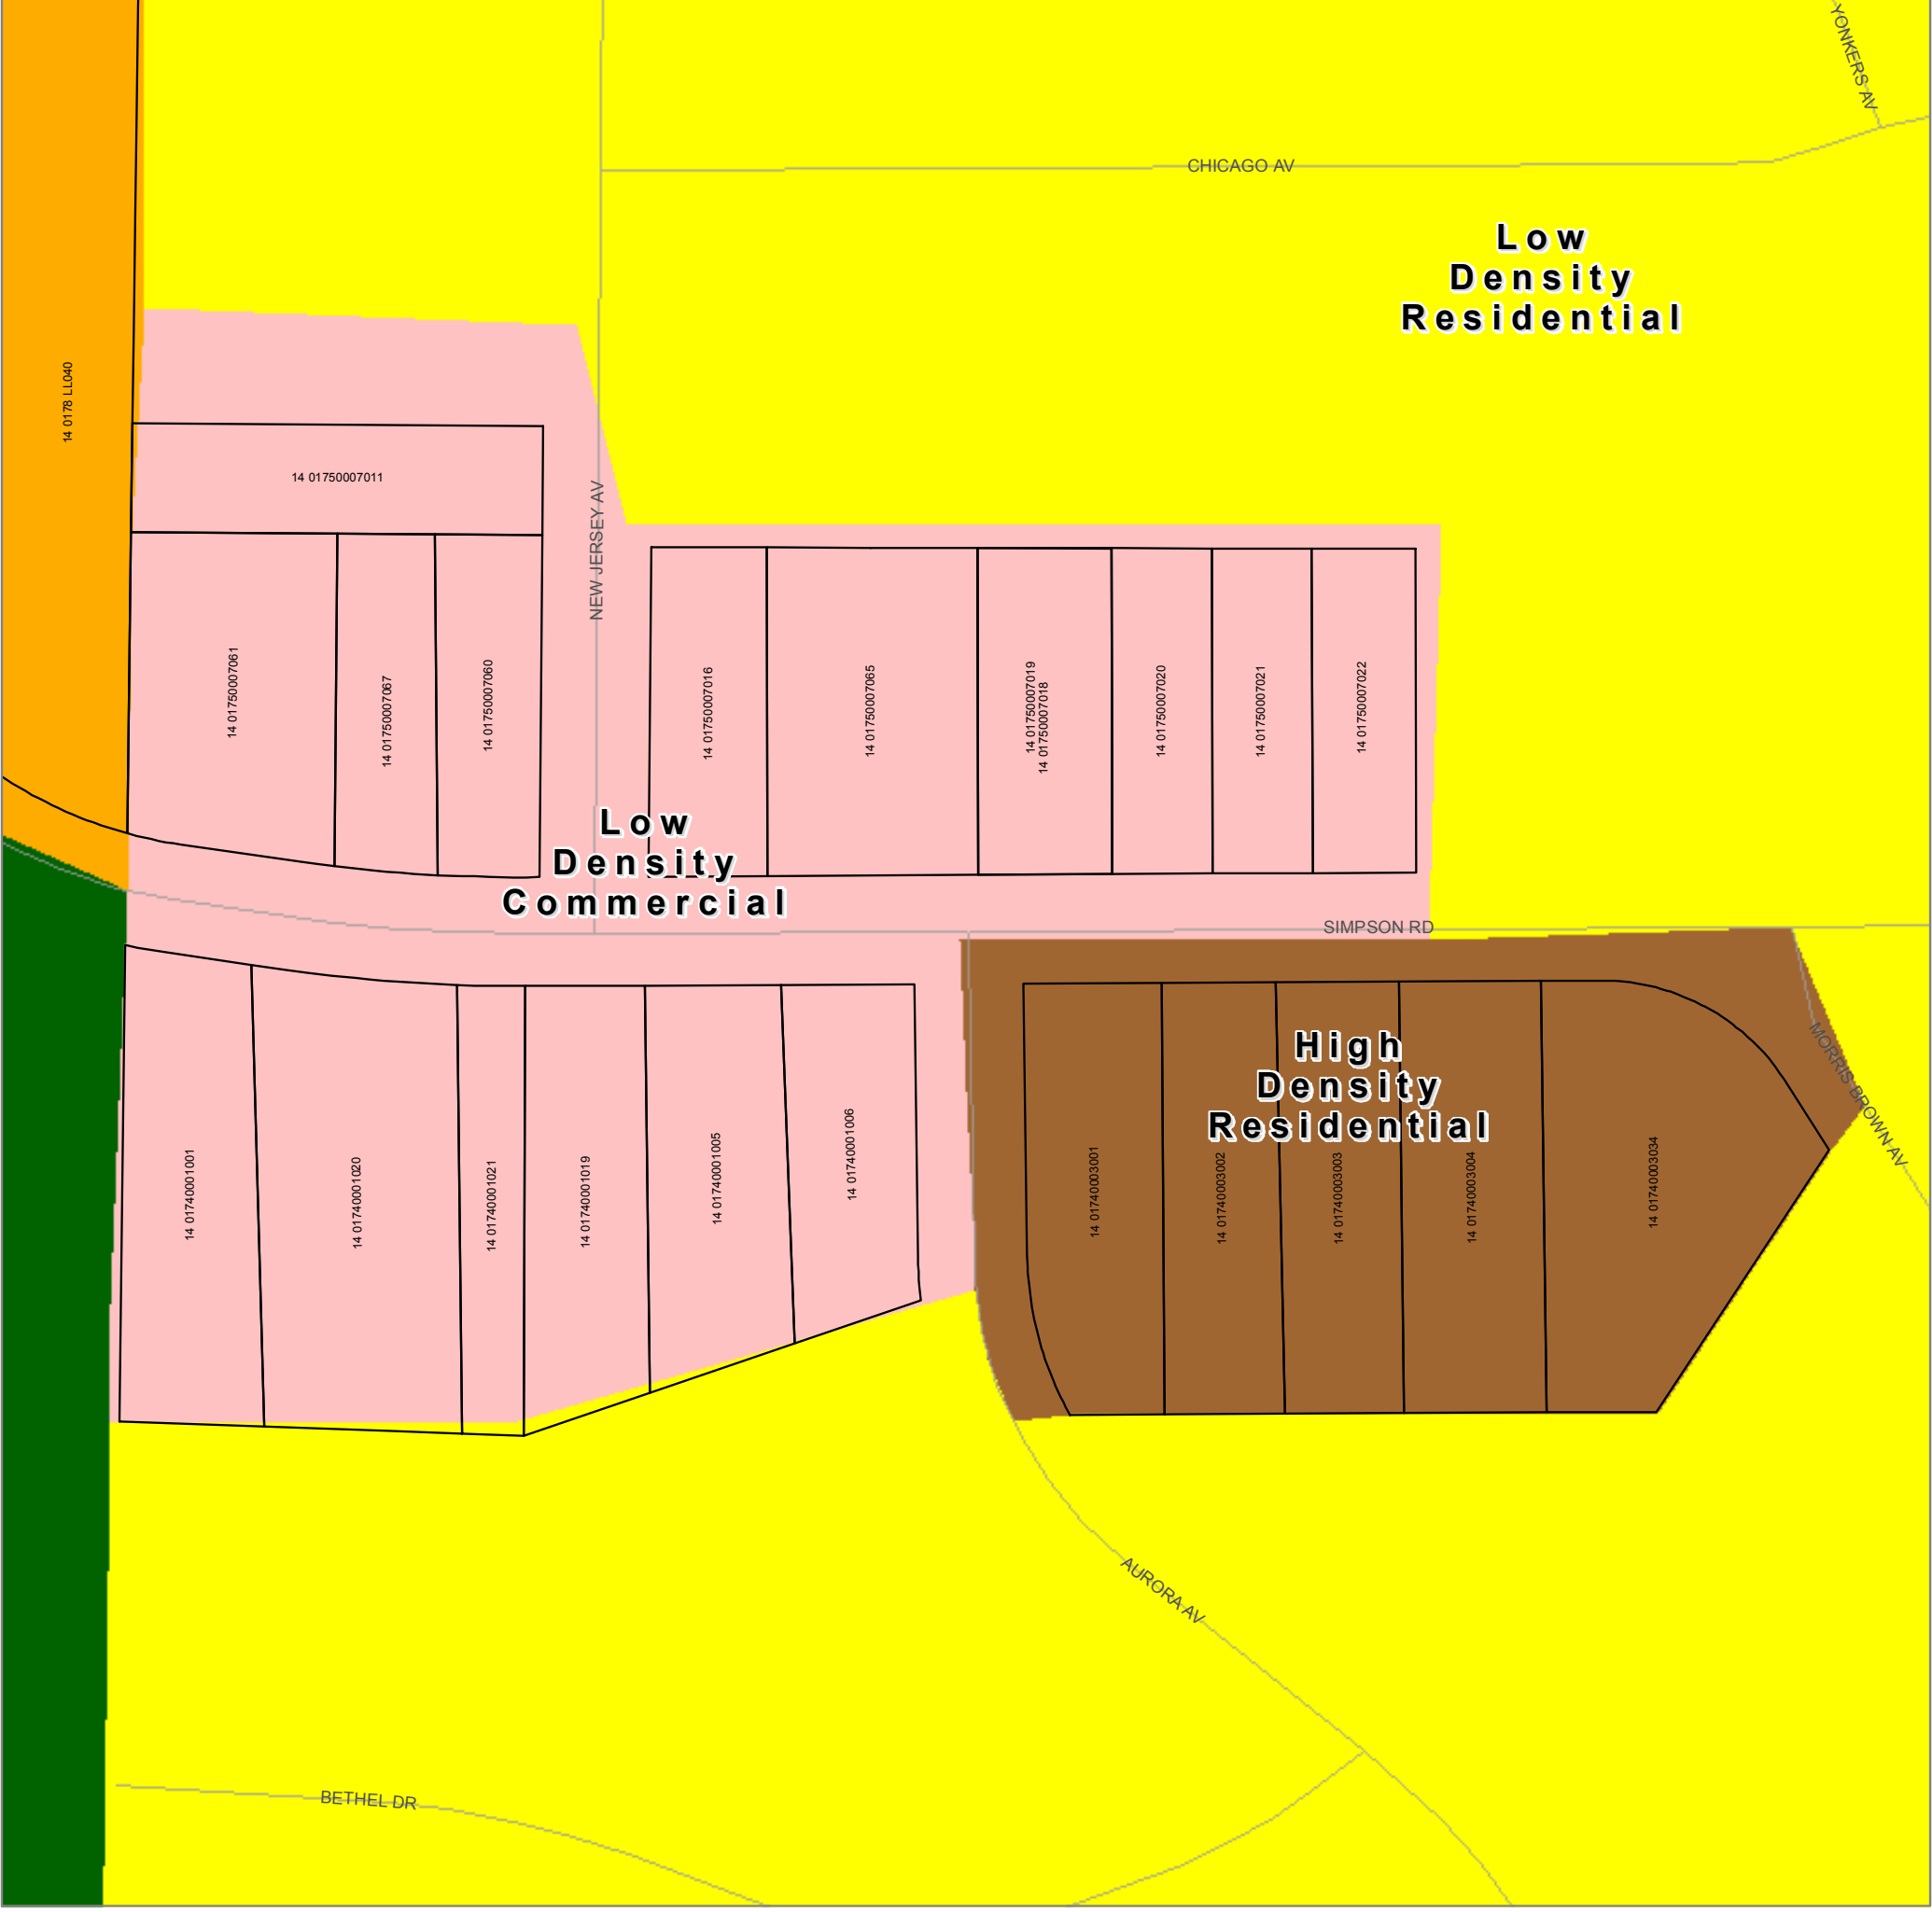 YONKERS AV
CHICAGO AV
Low
Density
Residential
14 0178 LL040
14 01750007011
NEW JERSEY AV
14 01750007061
14 01750007067
14 01750007060
14 01750007016
14 01750007065
14 01750007019
14 01750007018
14 01750007020
14 01750007021
14 01750007022
Low
Density
Commercial
SIMPSON RD
High
Density
Residential
MORRIS BROWN AV
14 01740001001
14 01740001020
14 01740001021
14 01740001019
14 01740001005
14 01740001006
14 01740003001
14 01740003002
14 01740003003
14 01740003004
14 01740003034
AURORA AV
BETHEL DR